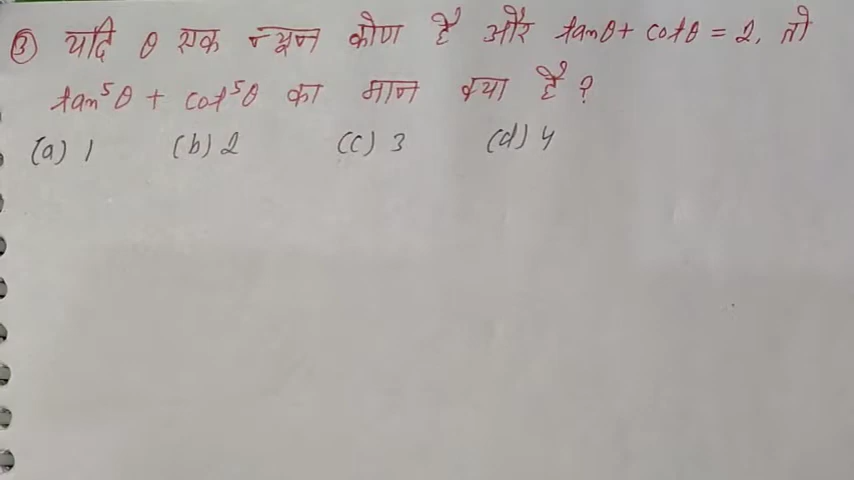 ③ यदि θ एक न्यून कोण है और tanθ + cotθ = 2, तो
tan⁵θ + cot⁵θ का मान क्या है ?
(a) 1 (b) 2 (c) 3 (d) 4